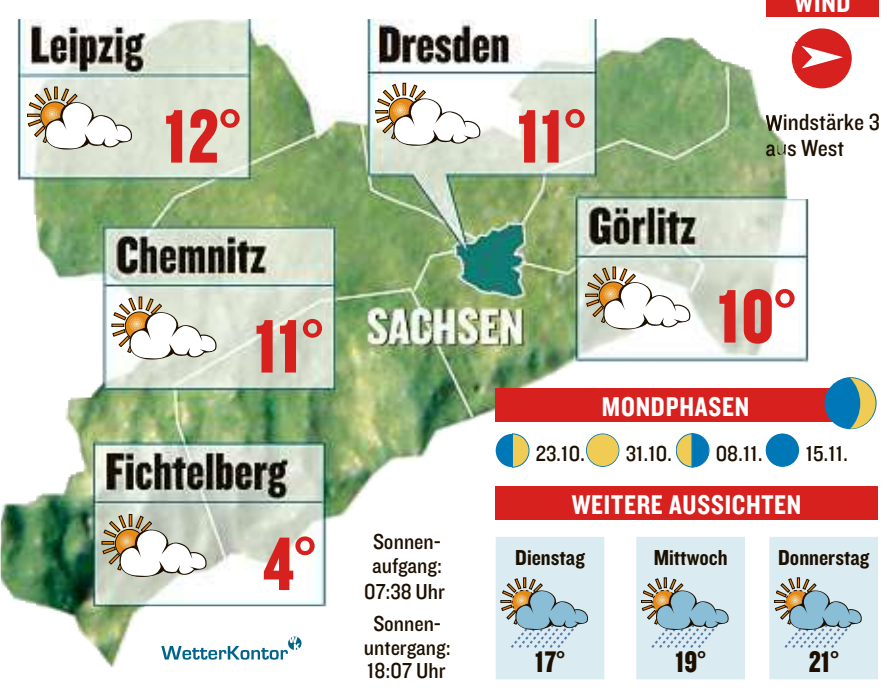 WIND
Windstärke 3
aus West
Leipzig
12°
Dresden
11°
Görlitz
10°
Chemnitz
11°
SACHSEN
Fichtelberg
4°
MONDPHASEN
23.10. 31.10. 08.11. 15.11.
WEITERE AUSSICHTEN
Dienstag
17°
Mittwoch
19°
Donnerstag
21°
Sonnen-
aufgang:
07:38 Uhr
Sonnen-
untergang:
18:07 Uhr
WetterKontor